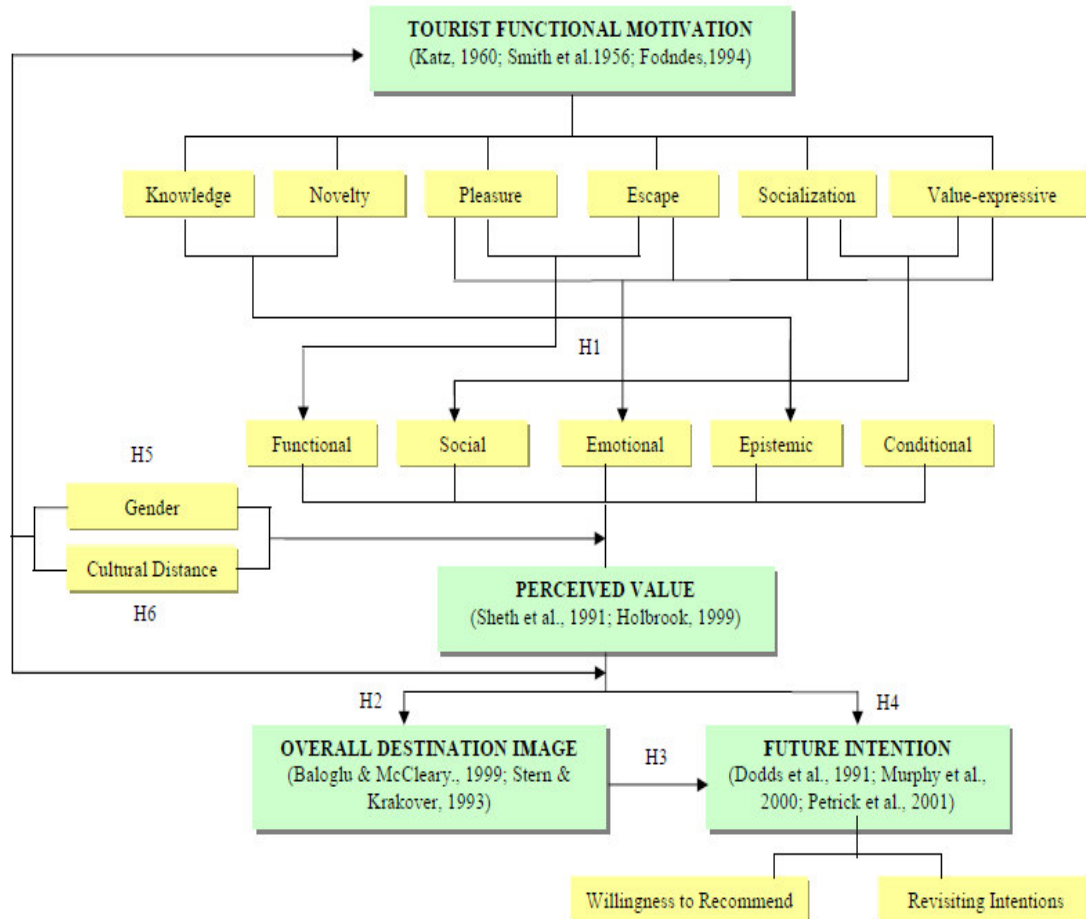 TOURIST FUNCTIONAL MOTIVATION
(Katz, 1960; Smith et al.1956; Fodndes,1994)
Knowledge
Novelty
Pleasure
Escape
Socialization
Value-expressive
H1
Functional
Social
Emotional
Epistemic
Conditional
H5
Gender
Cultural Distance
H6
PERCEIVED VALUE
(Sheth et al., 1991; Holbrook, 1999)
H2
H4
OVERALL DESTINATION IMAGE
(Baloglu & McCleary., 1999; Stern &
Krakover, 1993)
H3
FUTURE INTENTION
(Dodds et al., 1991; Murphy et al.,
2000; Petrick et al., 2001)
Willingness to Recommend
Revisiting Intentions